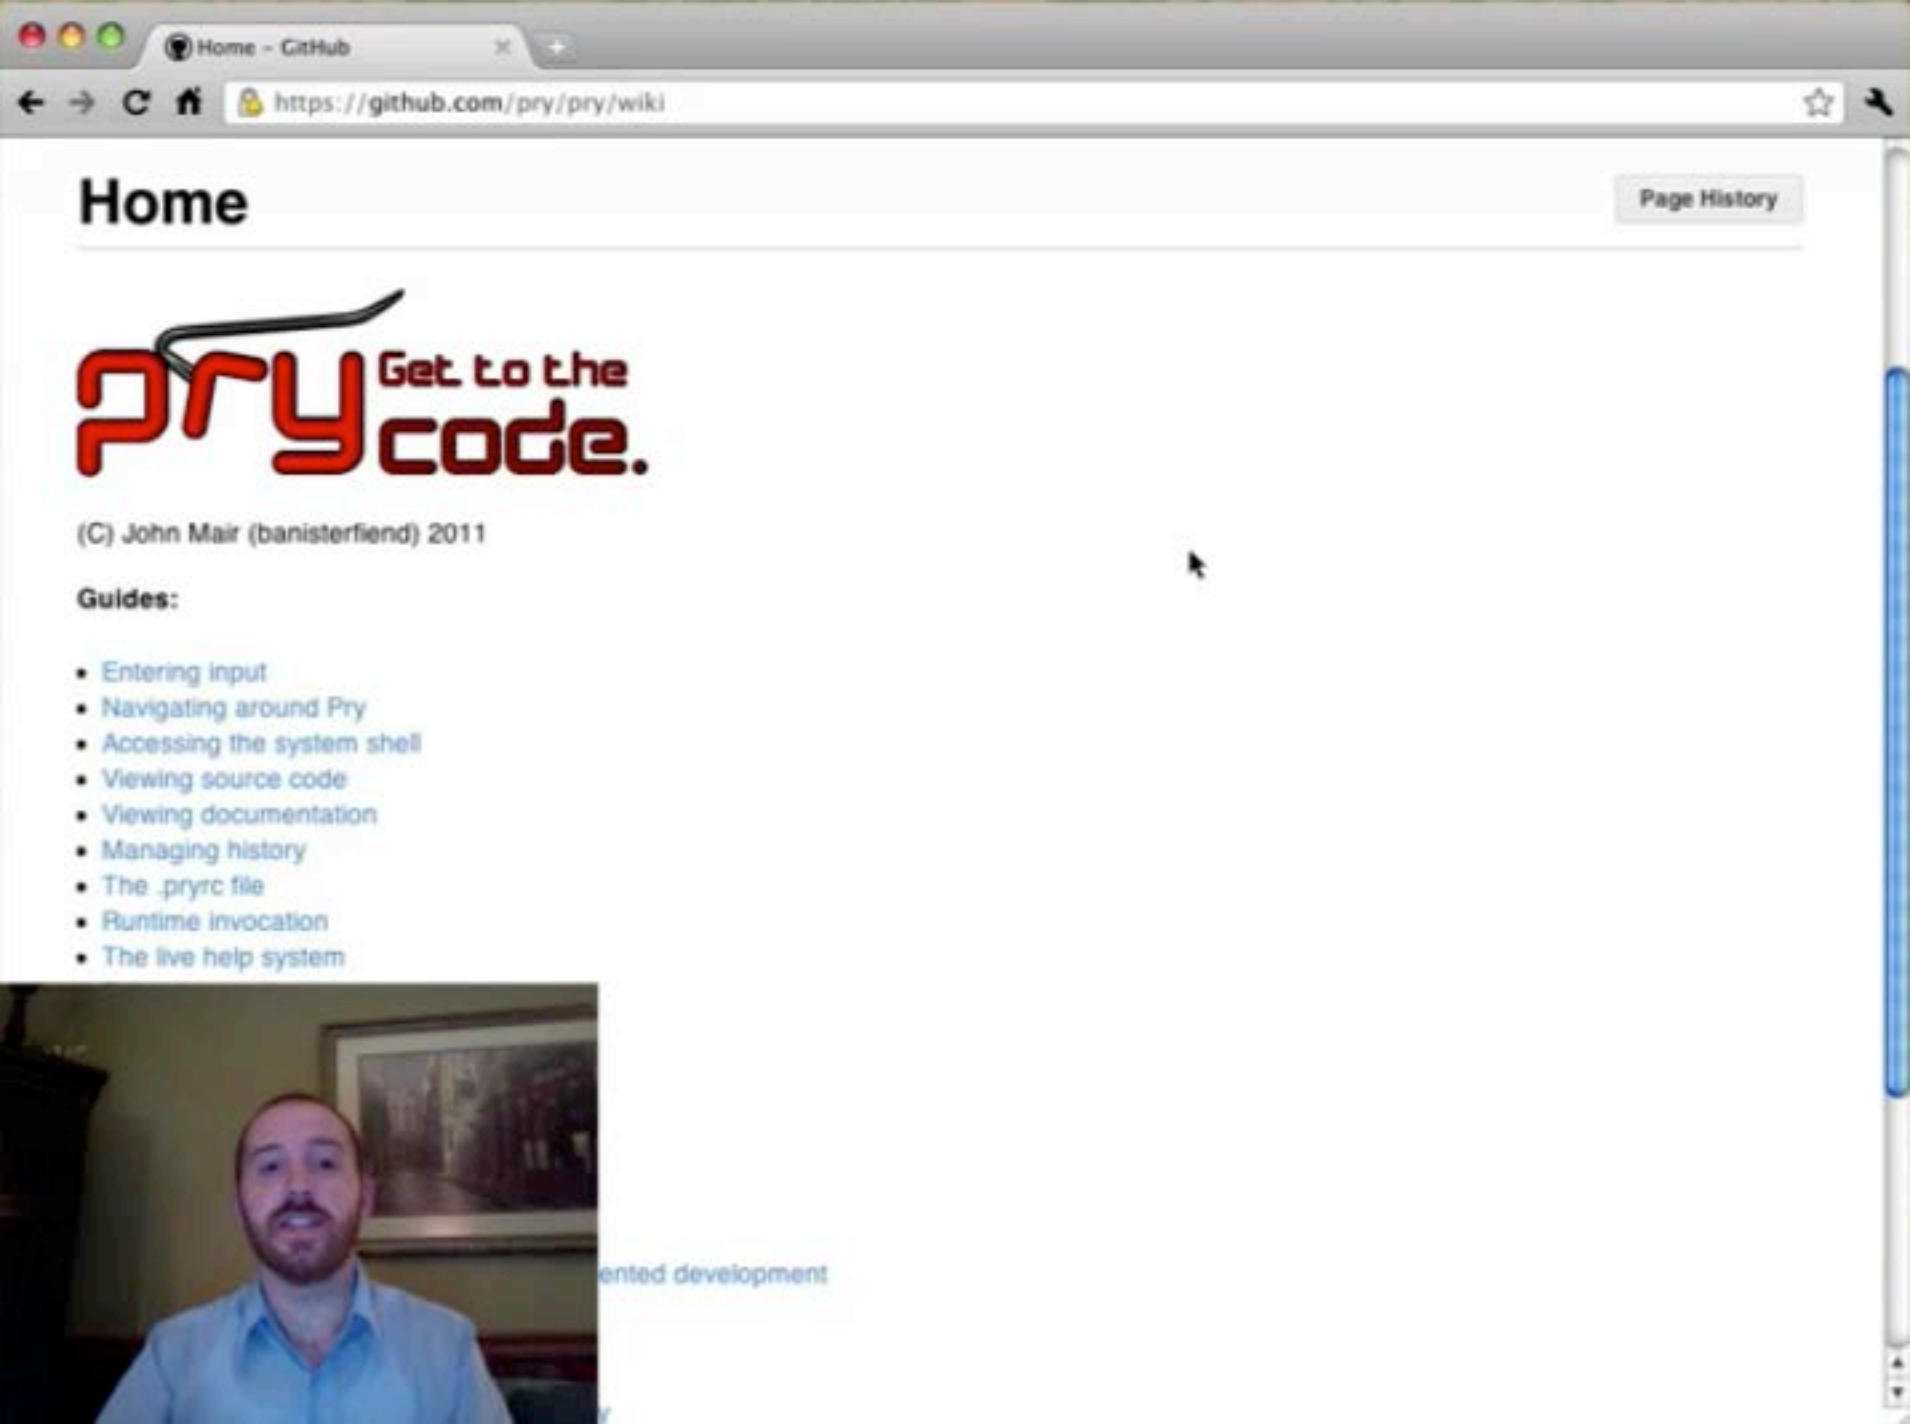 Home - GitHub
https://github.com/pry/pry/wiki
Home
Page History
pry Get to the code.
(C) John Mair (banisterfiend) 2011
Guides:
Entering input
Navigating around Pry
Accessing the system shell
Viewing source code
Viewing documentation
Managing history
The .pryrc file
Runtime invocation
The live help system
development